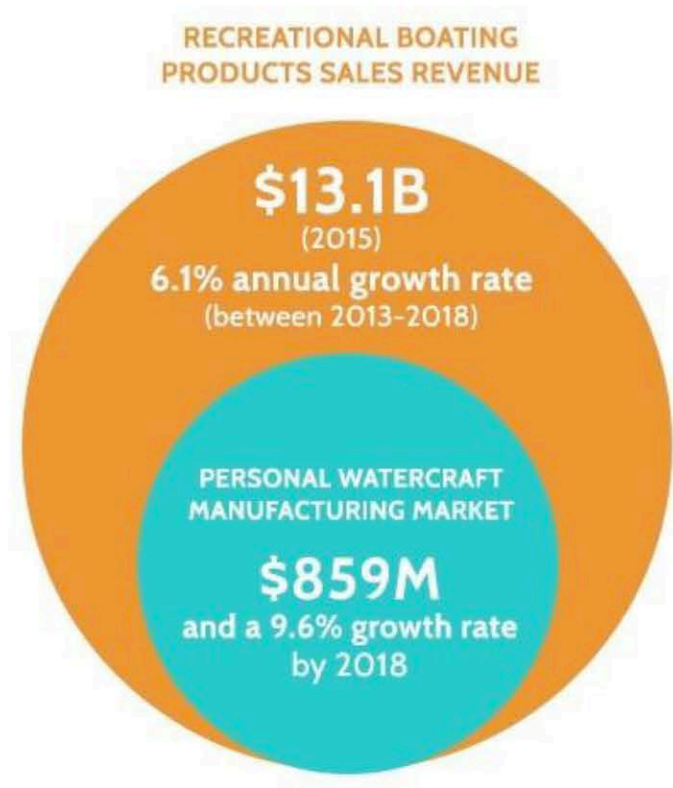 RECREATIONAL BOATING
PRODUCTS SALES REVENUE
$13.1B
(2015)
6.1% annual growth rate
(between 2013-2018)
PERSONAL WATERCRAFT
MANUFACTURING MARKET
$859M
and a 9.6% growth rate
by 2018